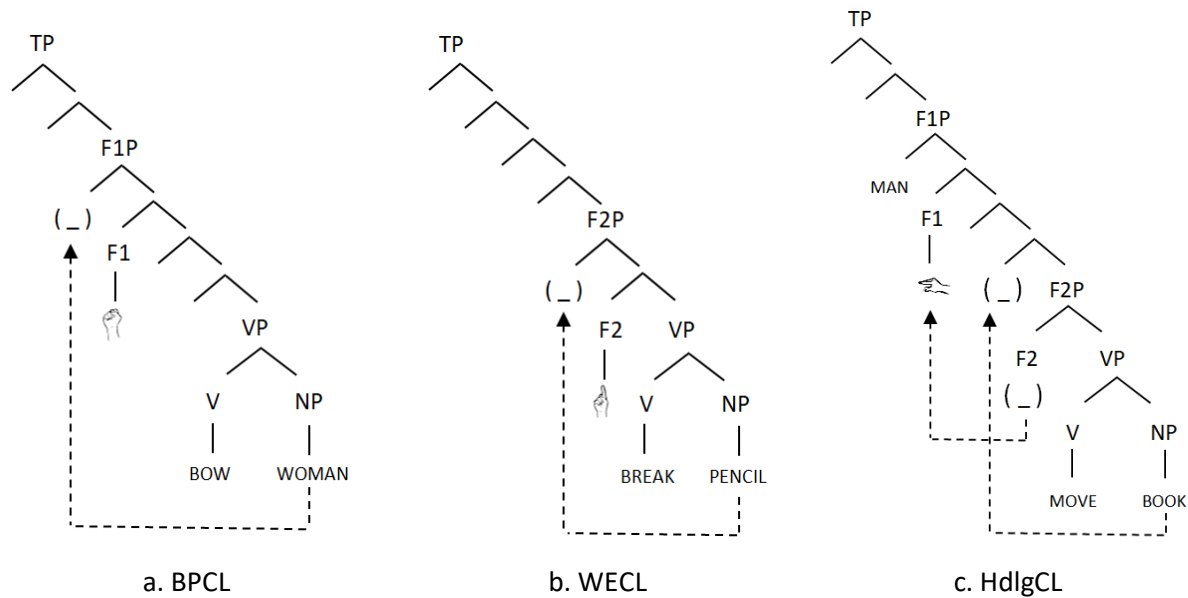 TP
F1P
( _ )
F1
VP
V NP
BOW WOMAN
a. BPCL
TP
F2P
( _ )
F2 VP
V NP
BREAK PENCIL
b. WECL
TP
F1P
MAN
F1
( _ ) F2P
F2 VP
( _ )
V NP
MOVE BOOK
c. HdlgCL